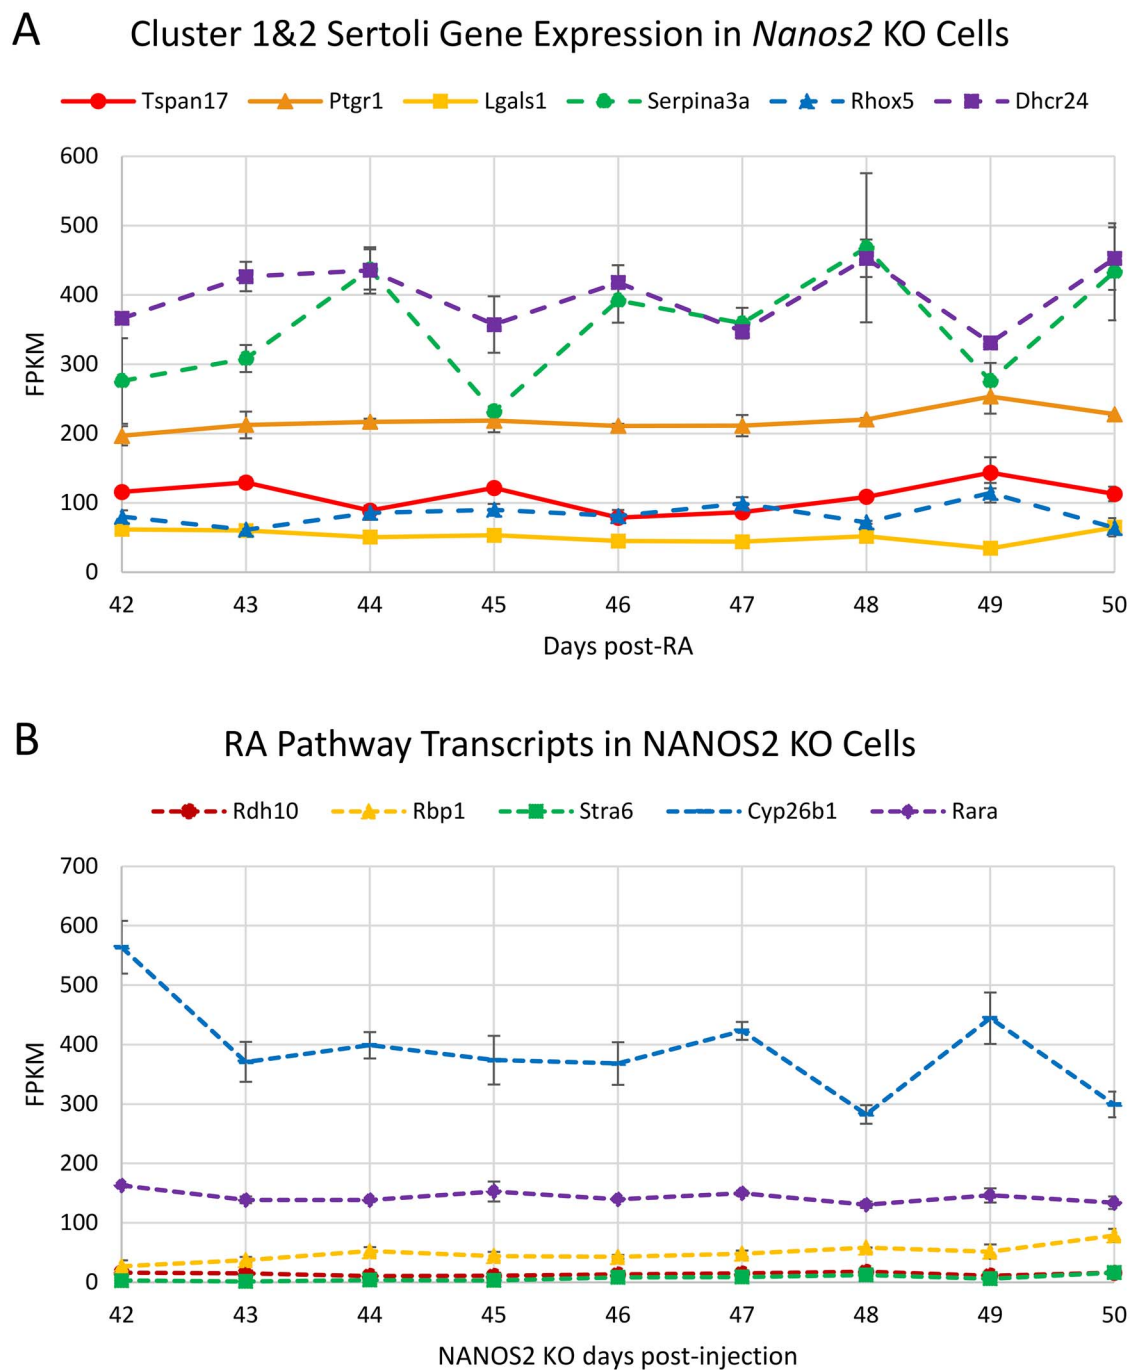 A
Cluster 1&2 Sertoli Gene Expression in Nanos2 KO Cells
Tspan17 Ptgr1 Lgals1 Serpina3a Rhox5 Dhcr24
600
500
400
300
200
100
0
FPKM
42 43 44 45 46 47 48 49 50
Days post-RA
B
RA Pathway Transcripts in NANOS2 KO Cells
Rdh10 Rbp1 Stra6 Cyp26b1 Rara
700
600
500
400
300
200
100
0
FPKM
42 43 44 45 46 47 48 49 50
NANOS2 KO days post-injection